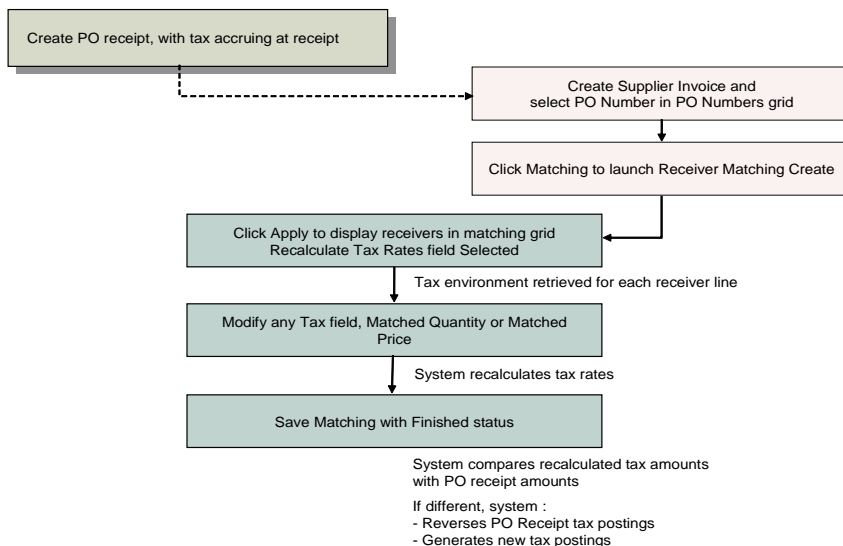 Create PO receipt, with tax accruing at receipt
Create Supplier Invoice and
select PO Number in PO Numbers grid
Click Matching to launch Receiver Matching Create
Click Apply to display receivers in matching grid
Recalculate Tax Rates field Selected
Tax environment retrieved for each receiver line
Modify any Tax field, Matched Quantity or Matched
Price
System recalculates tax rates
Save Matching with Finished status
System compares recalculated tax amounts
with PO receipt amounts
If different, system :
- Reverses PO Receipt tax postings
- Generates new tax postings